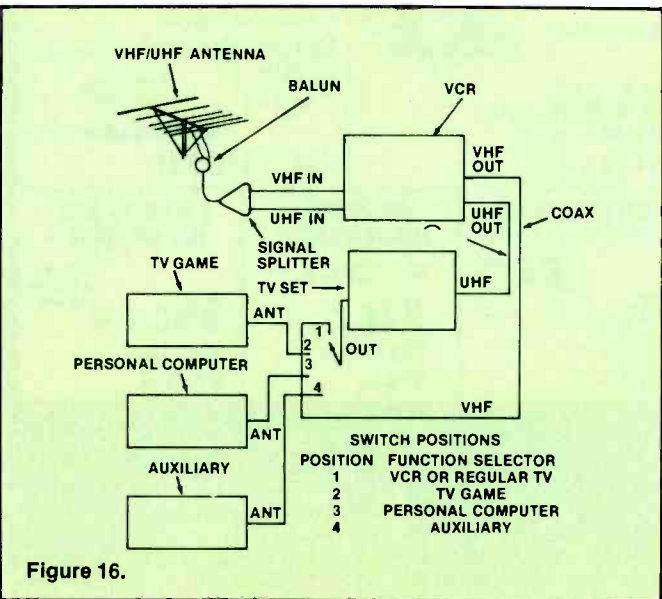 VHF/UHF ANTENNA
BALUN
VCR
VHF IN
UHF IN
VHF
OUT
UHF
OUT
COAX
SIGNAL
SPLITTER
TV GAME
TV SET
UHF
ANT
1
OUT
2
3
4
PERSONAL COMPUTER
ANT
VHF
AUXILIARY
ANT
SWITCH POSITIONS
POSITION FUNCTION SELECTOR
1 VCR OR REGULAR TV
2 TV GAME
3 PERSONAL COMPUTER
4 AUXILIARY
Figure 16.